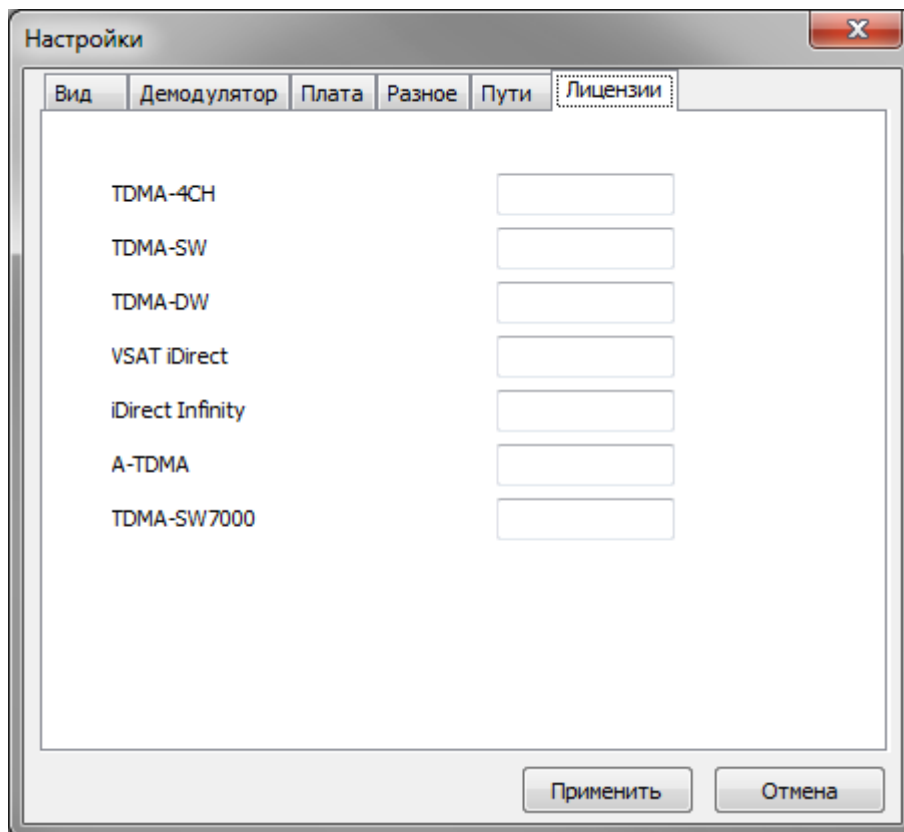 Настройки
Вид Демодулятор Плата Разное Пути Лицензии
TDMA-4CH
TDMA-SW
TDMA-DW
VSAT iDirect
iDirect Infinity
A-TDMA
TDMA-SW7000
Применить Отмена